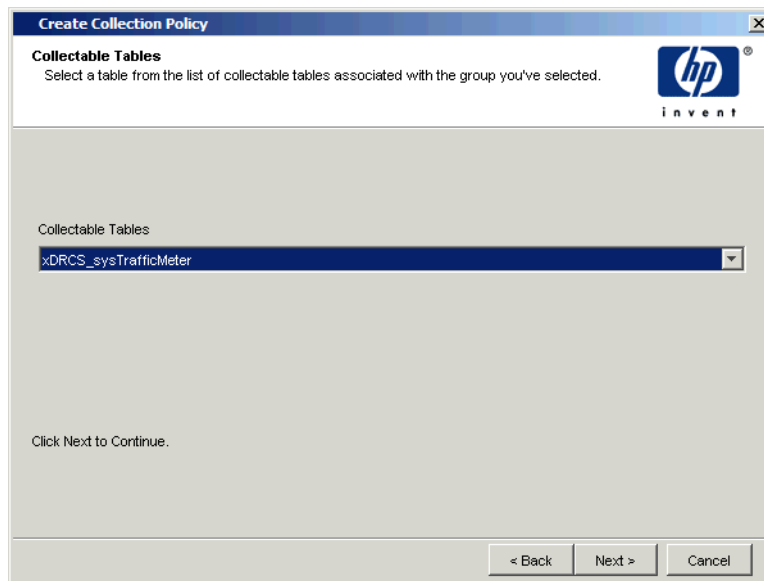 Create Collection Policy
Collectable Tables
Select a table from the list of collectable tables associated with the group you've selected.
hp
®
invent
Collectable Tables
xDRCS_sysTrafficMeter
Click Next to Continue.
< Back
Next >
Cancel